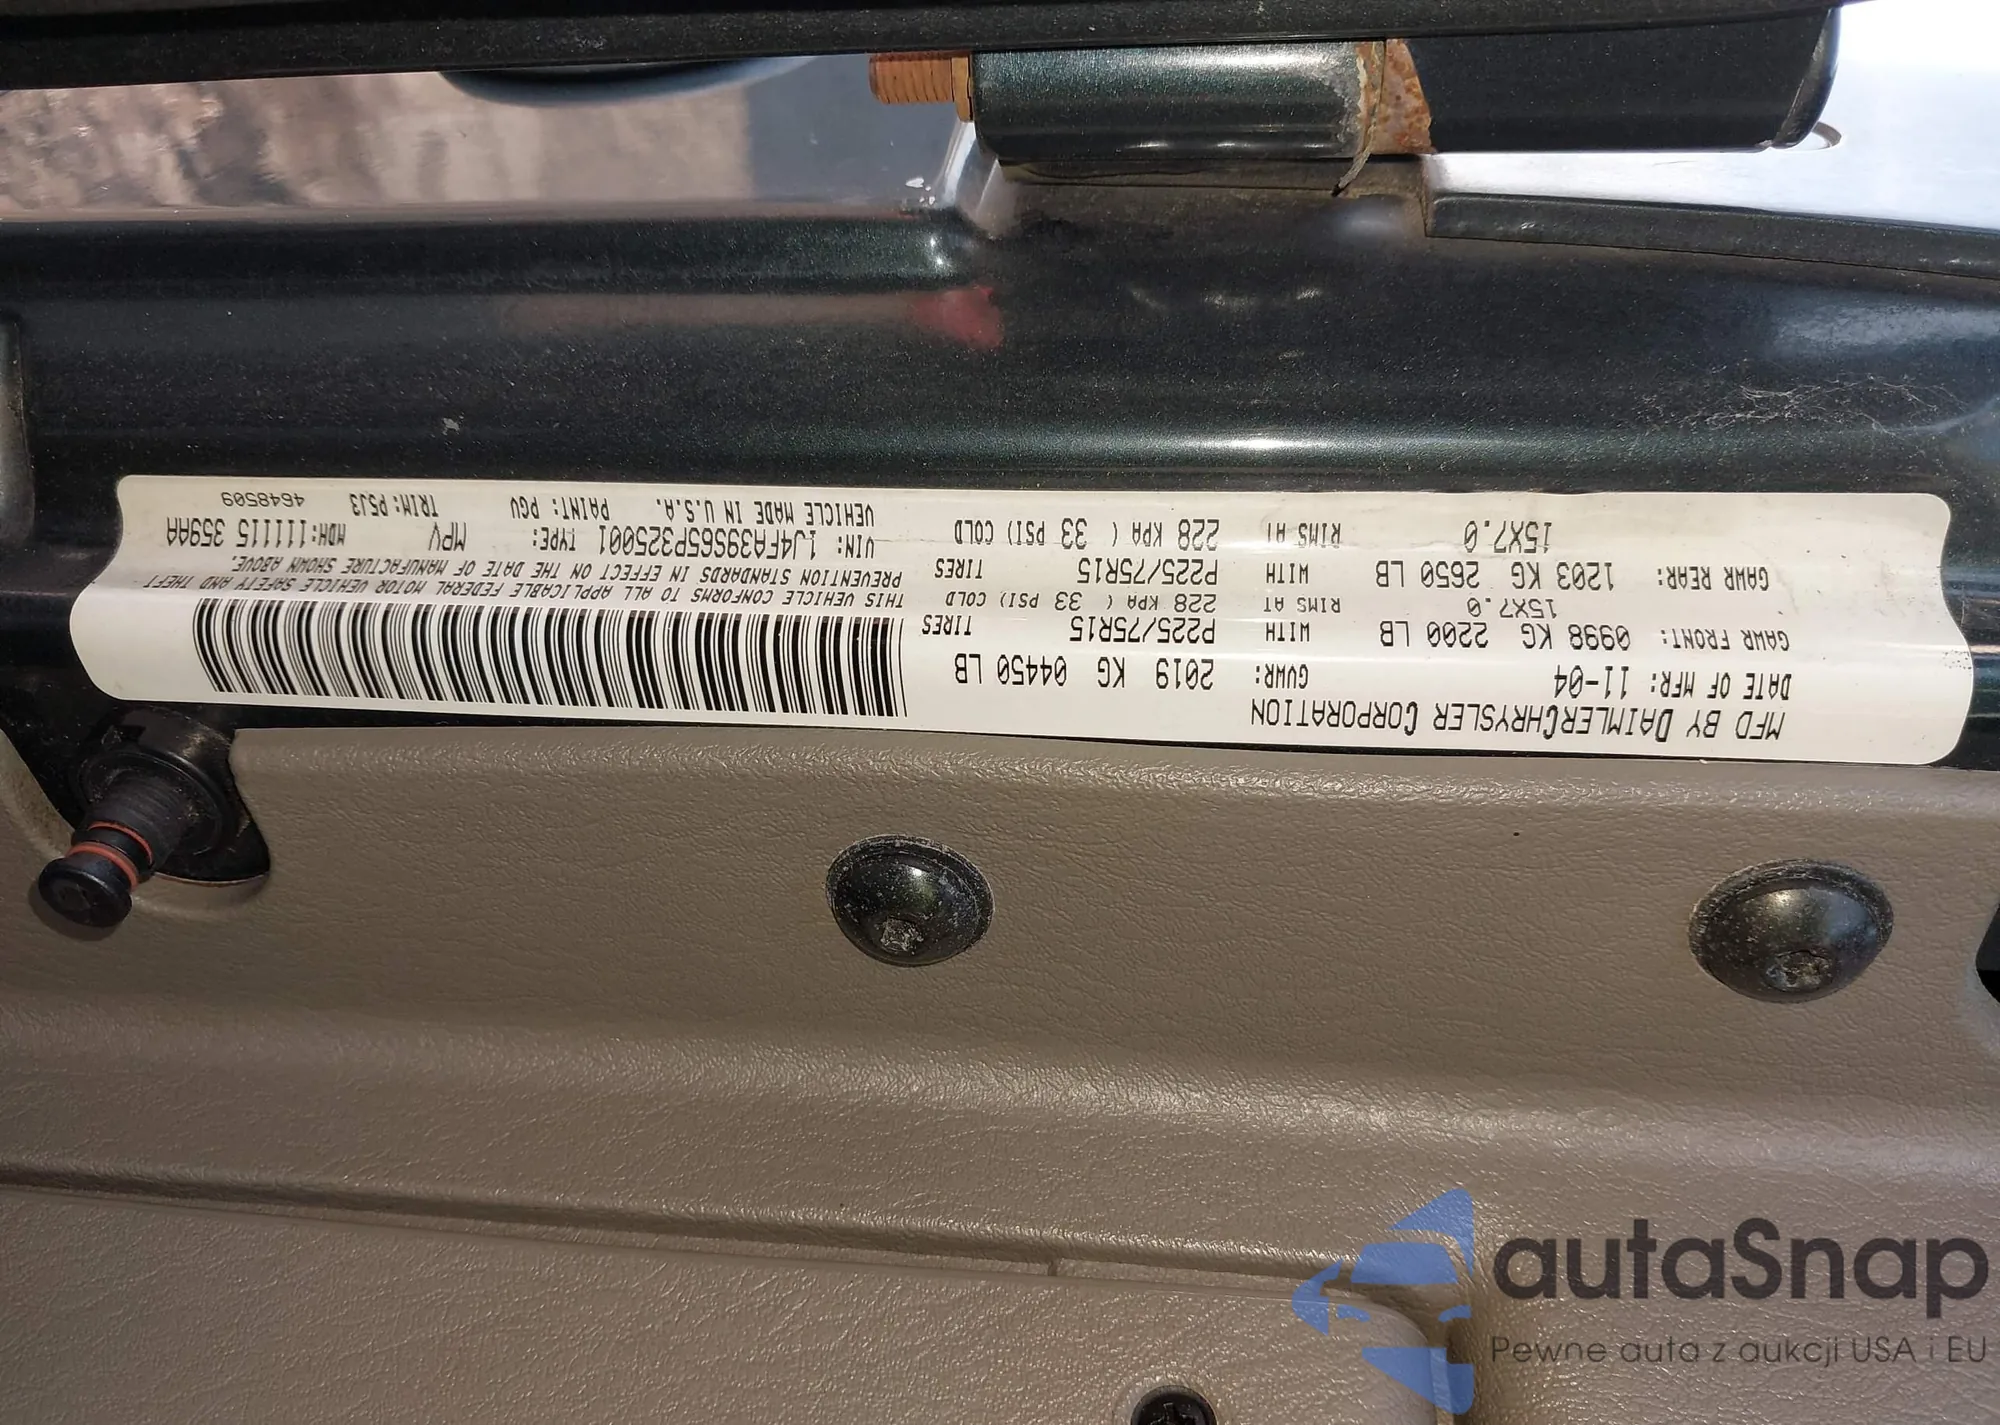 MFD BY DAIMLERCHRYSLER CORPORATION
DATE OF MFR: 11-04 GVWR: 2019 KG 04450 LB
GAWR FRONT: 0998 KG 2200 LB WITH P225/75R15 TIRES
15X7.0 RIMS AT 228 KPA ( 33 PSI) COLD
GAWR REAR: 1203 KG 2650 LB WITH P225/75R15 TIRES
15X7.0 RIMS AT 228 KPA ( 33 PSI) COLD
THIS VEHICLE CONFORMS TO ALL APPLICABLE FEDERAL MOTOR VEHICLE SAFETY AND THEFT
PREVENTION STANDARDS IN EFFECT ON THE DATE OF MANUFACTURE SHOWN ABOVE.
VIN: 1J4FA39S65P325001 TYPE: MPV MDH:111115 359AA
VEHICLE MADE IN U.S.A. PAINT: PGV TRIM: P5J3 4648509
autaSnap
Pewne auta z aukcji USA i EU